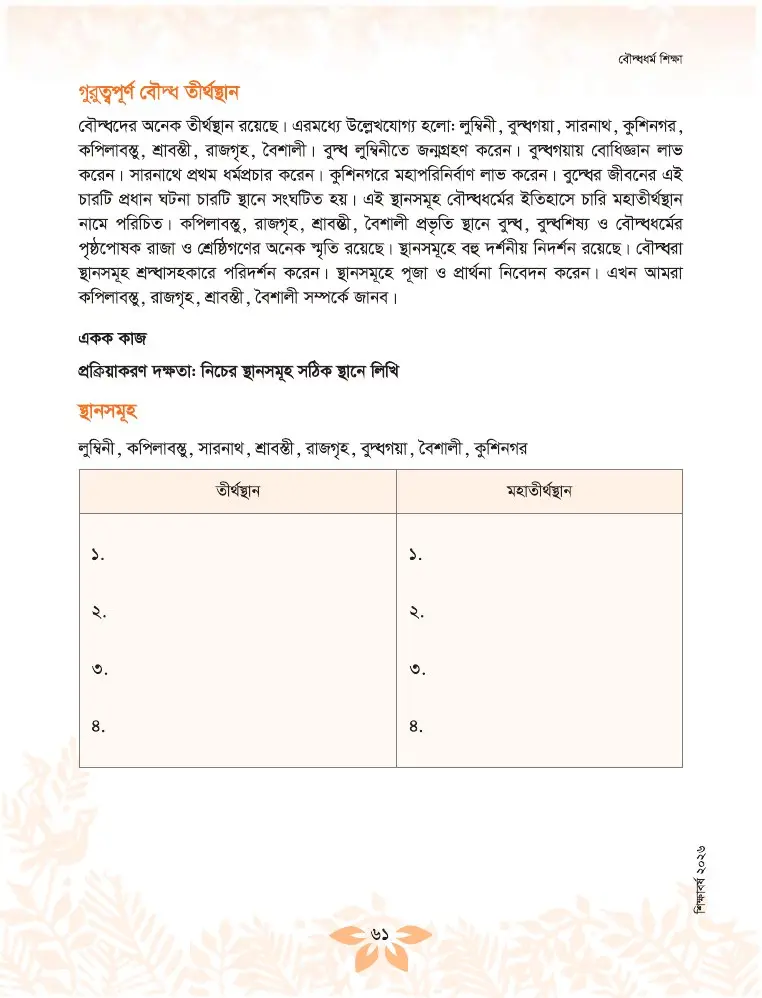 বৌদ্ধধর্ম শিক্ষা
গুরুত্বপূর্ণ বৌদ্ধ তীর্থস্থান
বৌদ্ধদের অনেক তীর্থস্থান রয়েছে। এরমধ্যে উল্লেখযোগ্য হলো: লুম্বিনী, বুদ্ধগয়া, সারনাথ, কুশিনগর,
কপিলাবস্তু, শ্রাবস্তী, রাজগৃহ, বৈশালী। বুদ্ধ লুম্বিনীতে জন্মগ্রহণ করেন। বুদ্ধগয়ায় বোধিজ্ঞান লাভ
করেন। সারনাথে প্রথম ধর্মপ্রচার করেন। কুশিনগরে মহাপরিনির্বাণ লাভ করেন। বুদ্ধের জীবনের এই
চারটি প্রধান ঘটনা চারটি স্থানে সংঘটিত হয়। এই স্থানসমূহ বৌদ্ধধর্মের ইতিহাসে চারি মহাতীর্থস্থান
নামে পরিচিত। কপিলাবস্তু, রাজগৃহ, শ্রাবস্তী, বৈশালী প্রভৃতি স্থানে বুদ্ধ, বুদ্ধশিষ্য ও বৌদ্ধধর্মের
পৃষ্ঠপোষক রাজা ও শ্রেষ্ঠিগণের অনেক স্মৃতি রয়েছে। স্থানসমূহে বহু দর্শনীয় নিদর্শন রয়েছে। বৌদ্ধরা
স্থানসমূহ শ্রদ্ধাসহকারে পরিদর্শন করেন। স্থানসমূহে পূজা ও প্রার্থনা নিবেদন করেন। এখন আমরা
কপিলাবস্তু, রাজগৃহ, শ্রাবস্তী, বৈশালী সম্পর্কে জানব।
একক কাজ
প্রক্রিয়াকরণ দক্ষতা: নিচের স্থানসমূহ সঠিক স্থানে লিখি
স্থানসমূহ
লুম্বিনী, কপিলাবস্তু, সারনাথ, শ্রাবস্তী, রাজগৃহ, বুদ্ধগয়া, বৈশালী, কুশিনগর
তীর্থস্থান মহাতীর্থস্থান
১. ১.
২. ২.
৩. ৩.
৪. ৪.
শিক্ষাবর্ষ ২০২৬
৬১